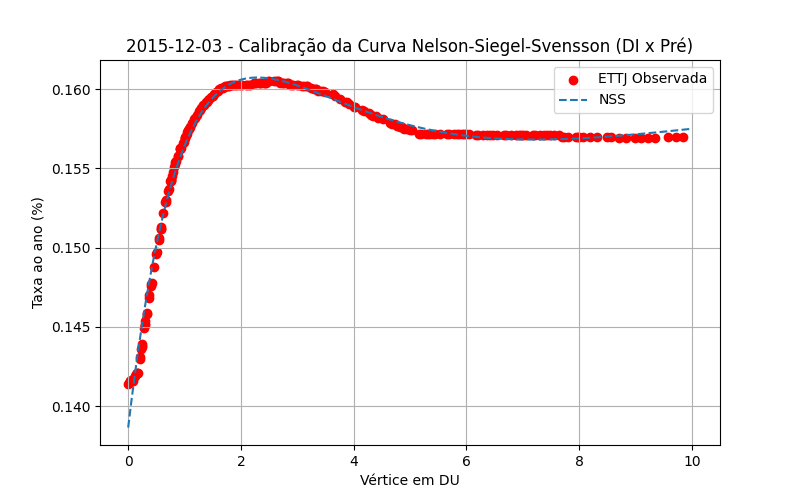 2015-12-03 - Calibração da Curva Nelson-Siegel-Svensson (DI x Pré)
ETTJ Observada
NSS
Taxa ao ano (%)
0.160
0.155
0.150
0.145
0.140
0 2 4 6 8 10
Vértice em DU